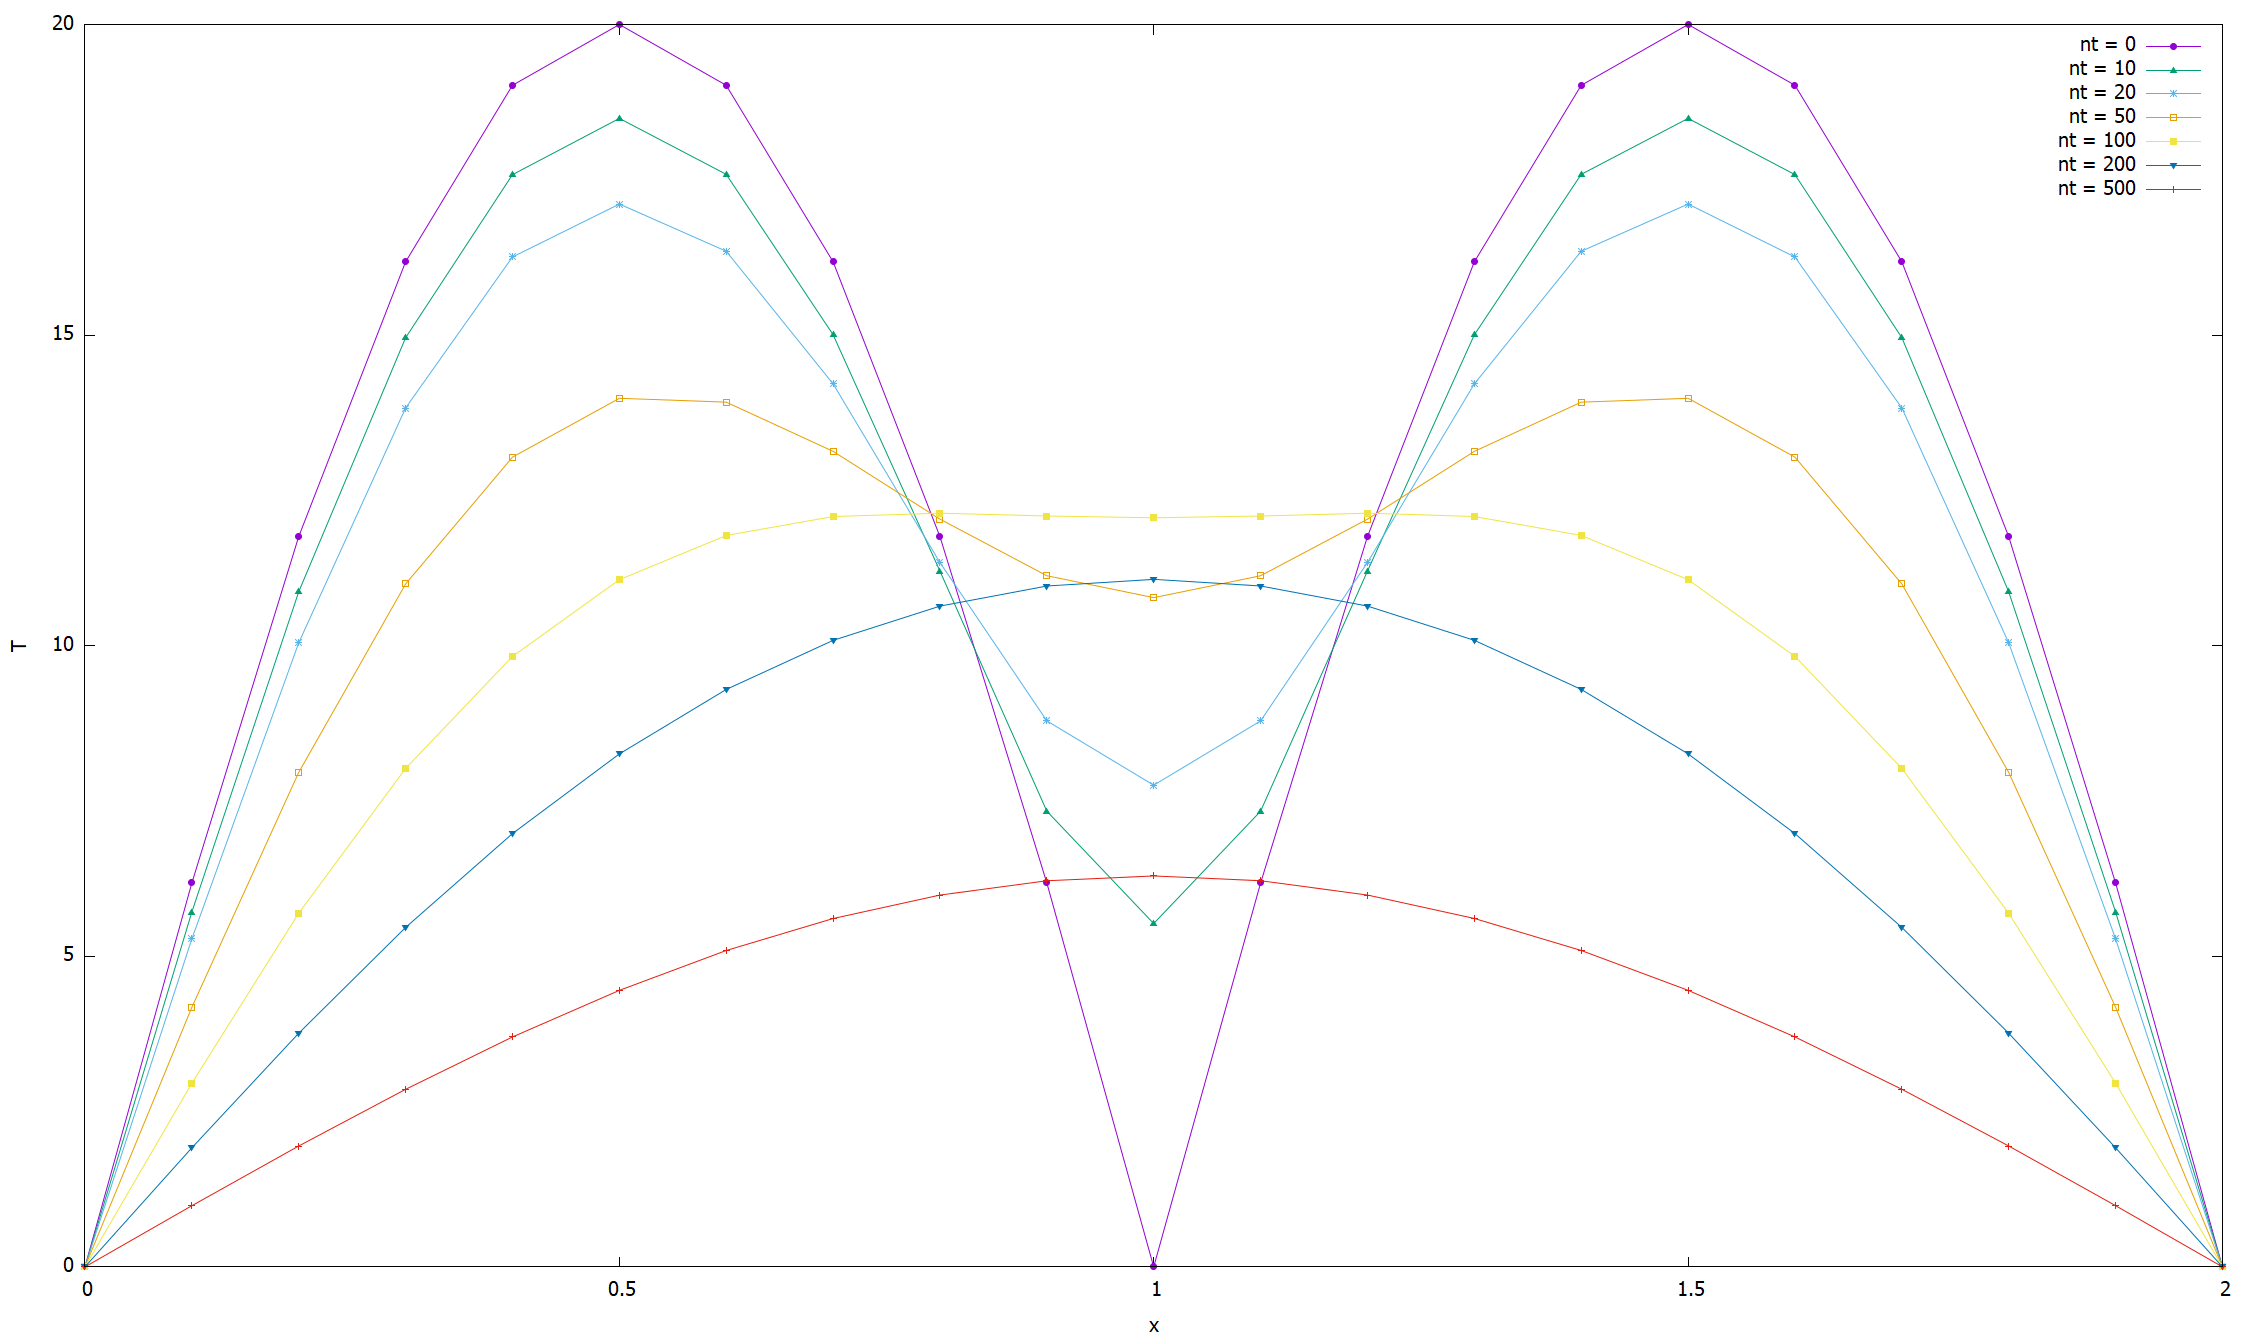 20
15
10
5
0
T
nt = 0
nt = 10
nt = 20
nt = 50
nt = 100
nt = 200
nt = 500
0 0.5 1 1.5 2
x